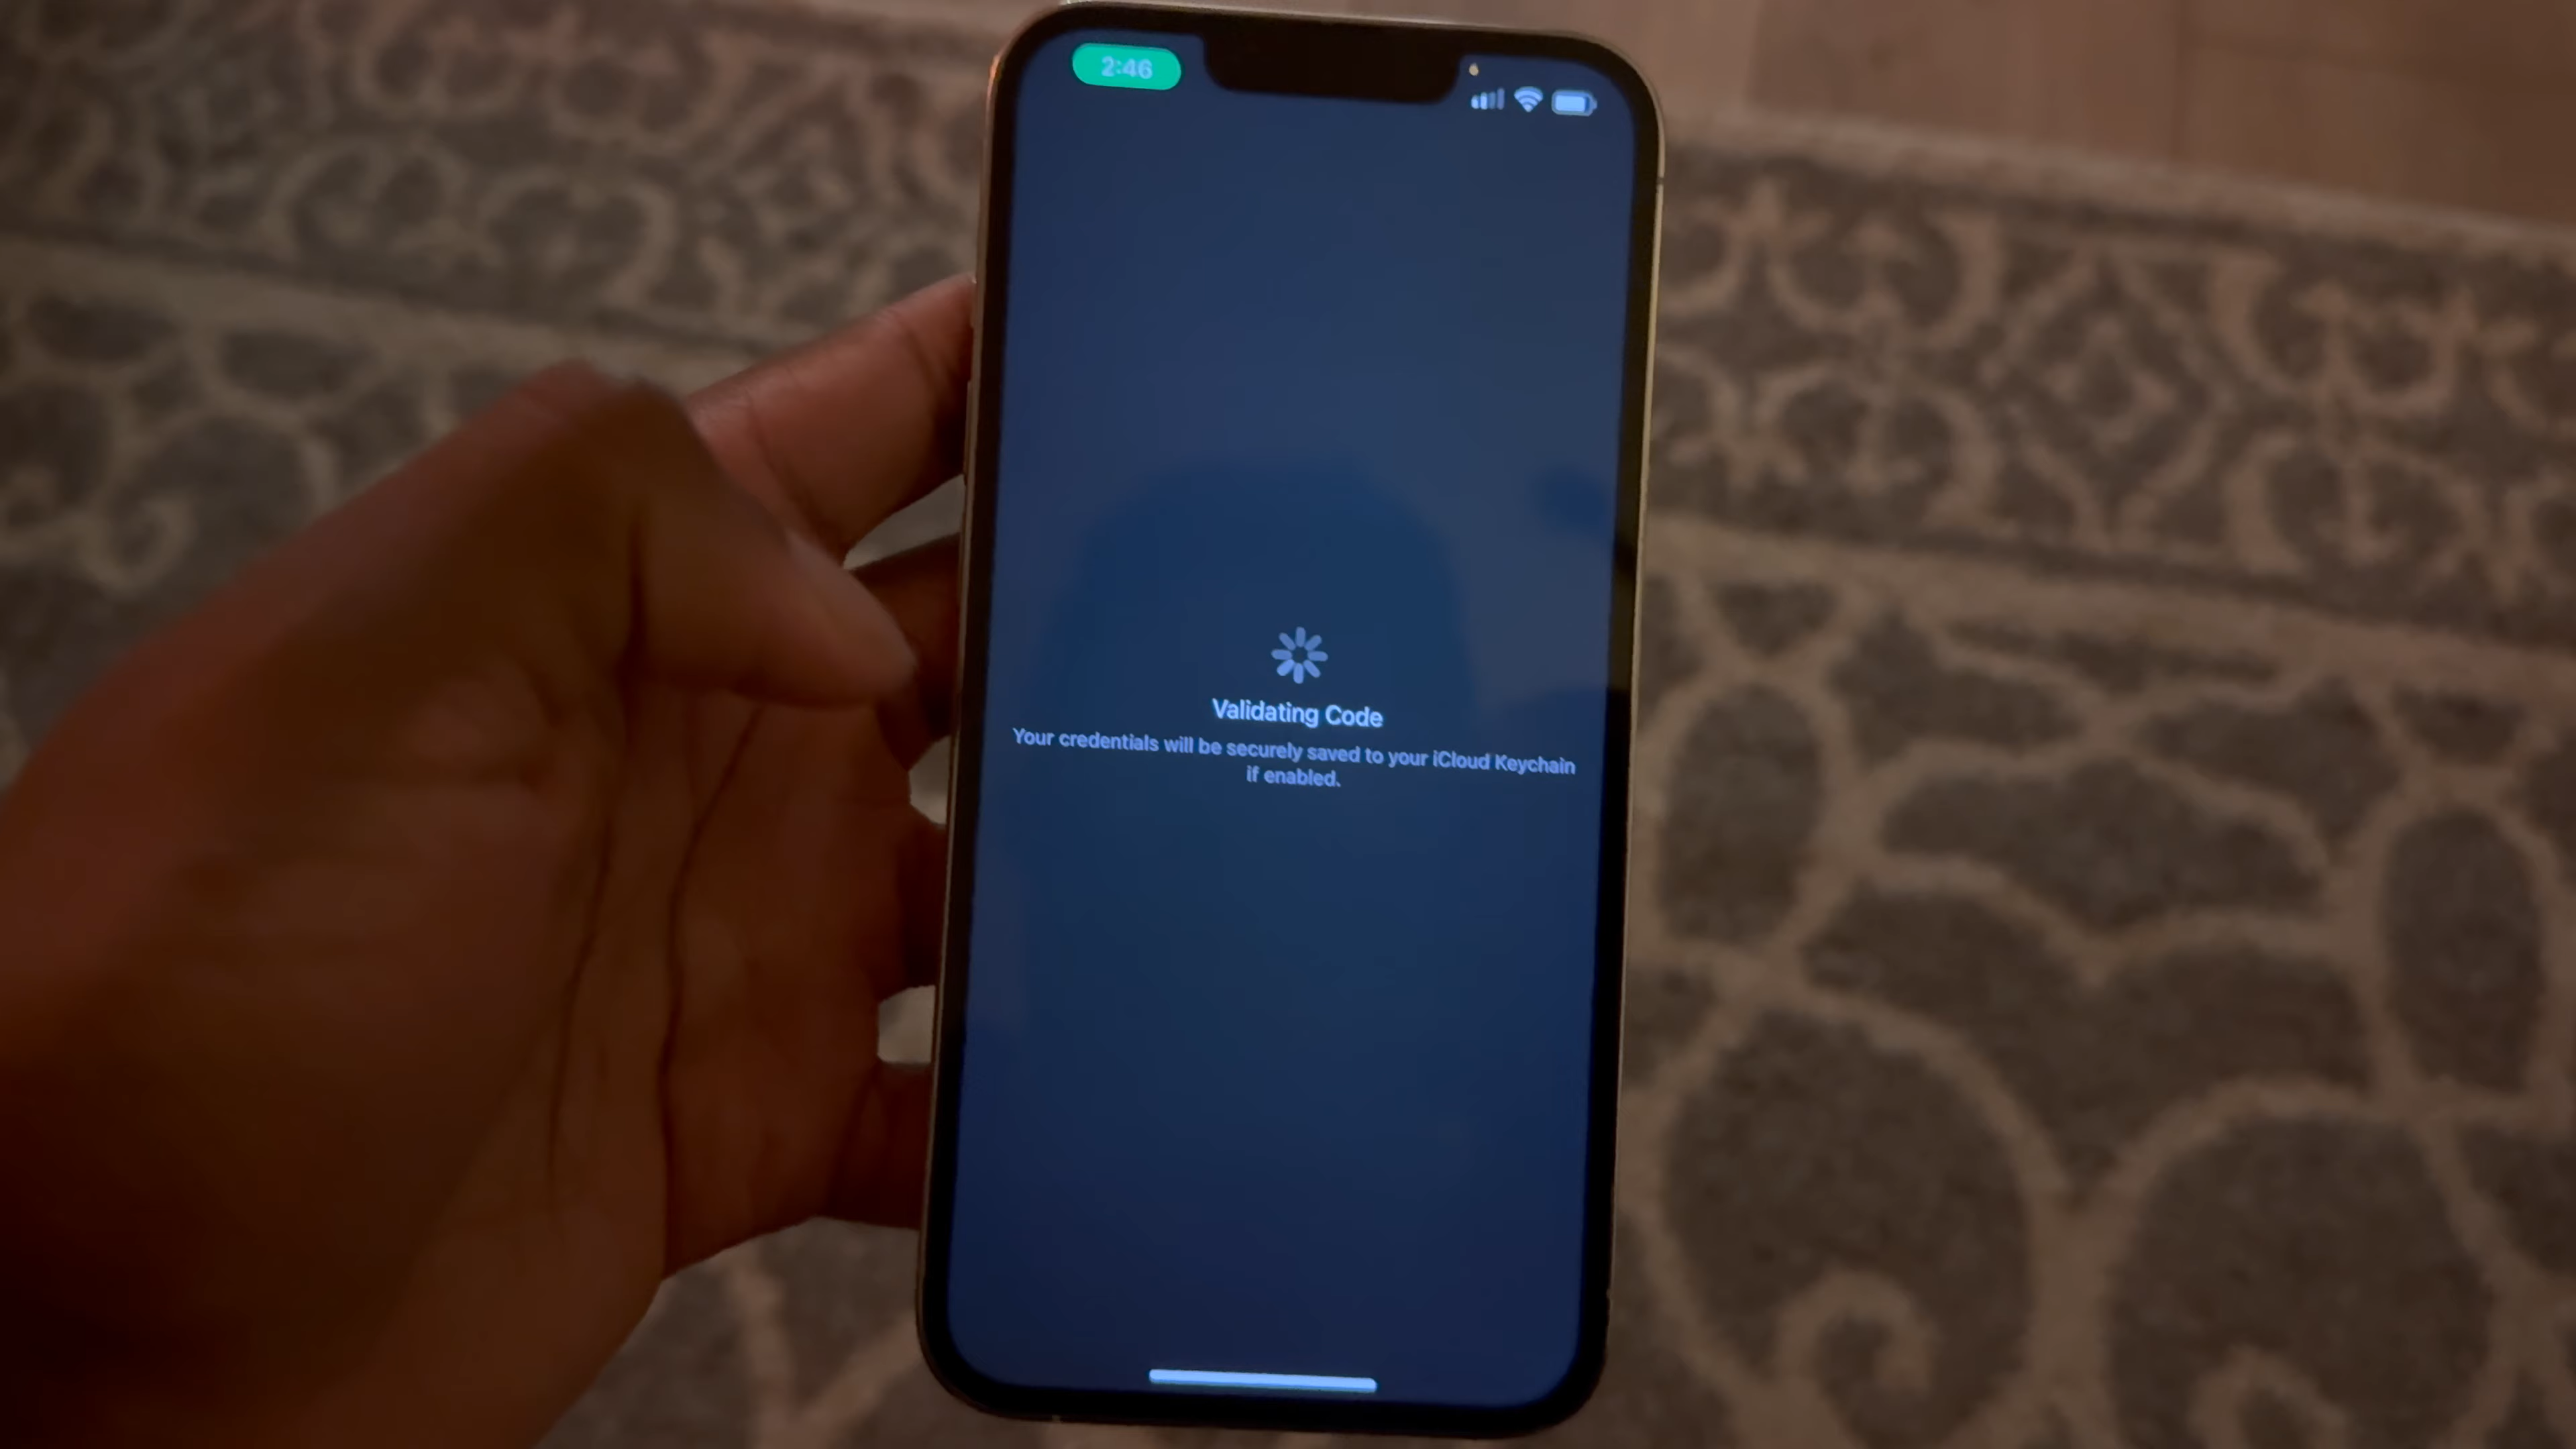 2:46
Validating Code
Your credentials will be securely saved to your iCloud Keychain
if enabled.